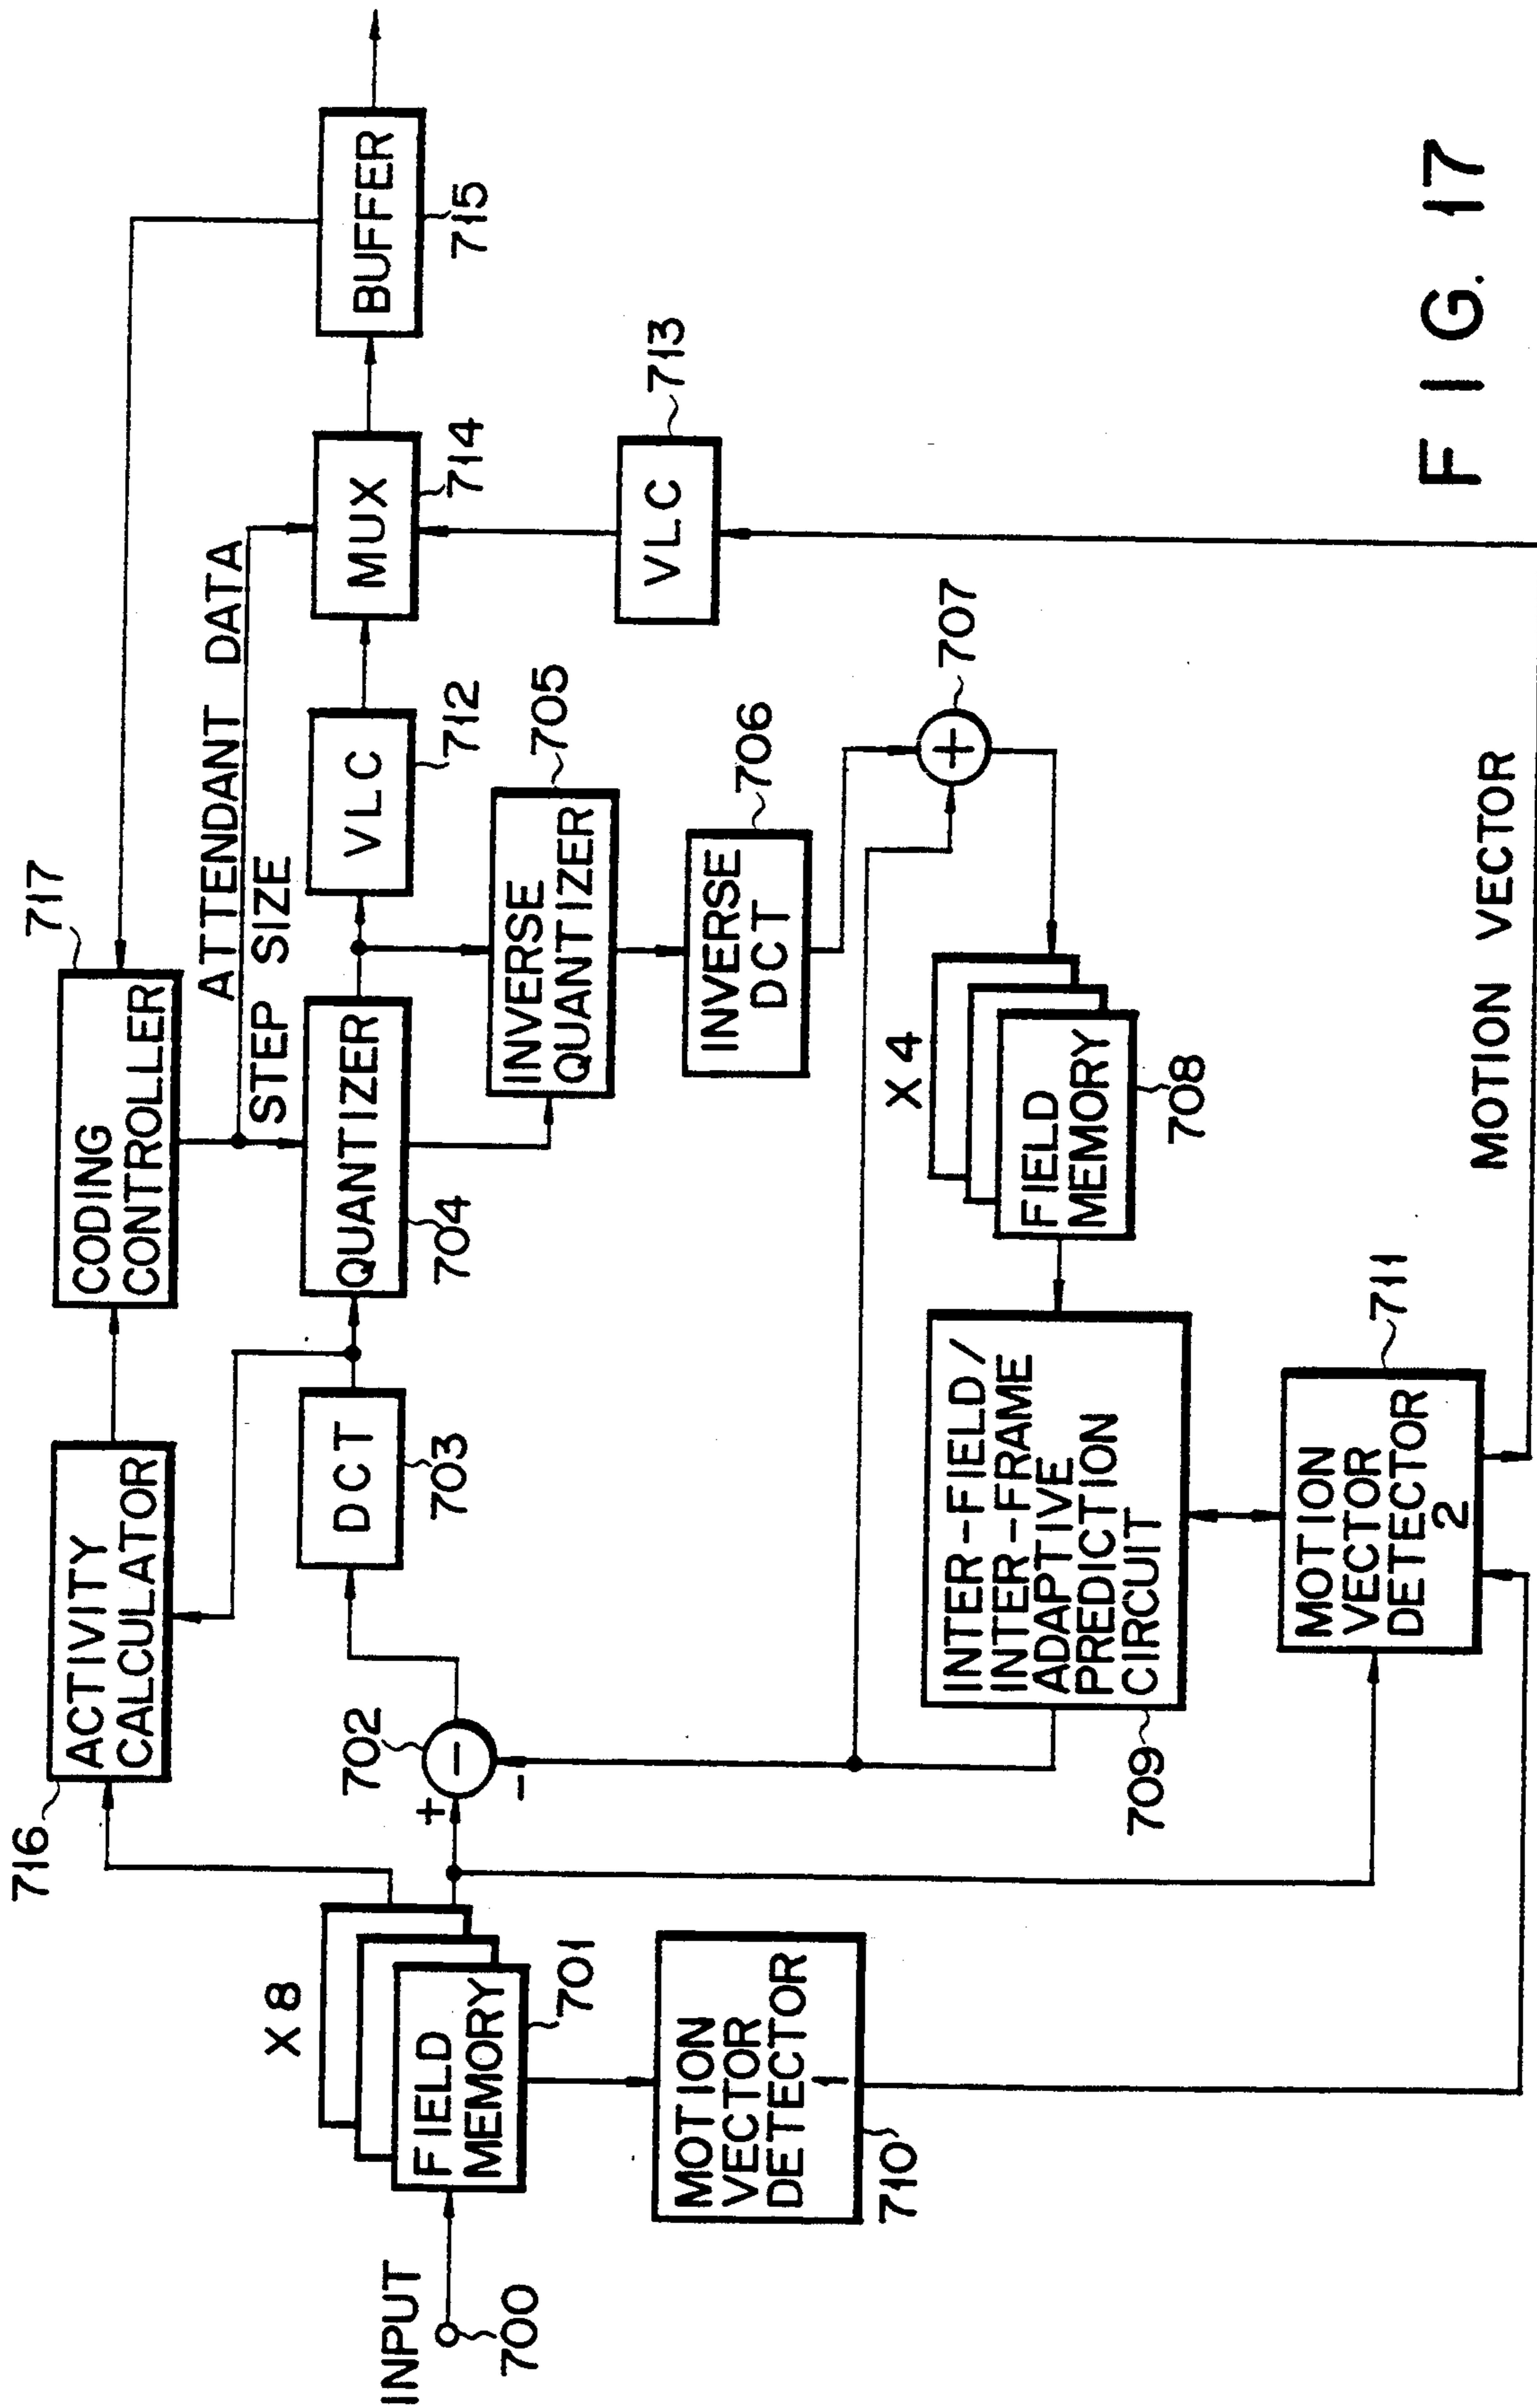 716
ACTIVITY
CALCULATOR
717
CODING
CONTROLLER
ATTENDANT DATA
STEP SIZE
INPUT
700
X 8
FIELD
MEMORY
701
702
+
-
-
DCT
703
QUANTIZER
704
VLC
712
MUX
714
BUFFER
715
INVERSE
QUANTIZER
705
INVERSE
DCT
706
VLC
713
+
707
X 4
FIELD
MEMORY
708
INTER-FIELD/
INTER-FRAME
ADAPTIVE
PREDICTION
CIRCUIT
709
MOTION
VECTOR
DETECTOR
1
710
MOTION
VECTOR
DETECTOR
2
711
MOTION VECTOR
FIG. 17